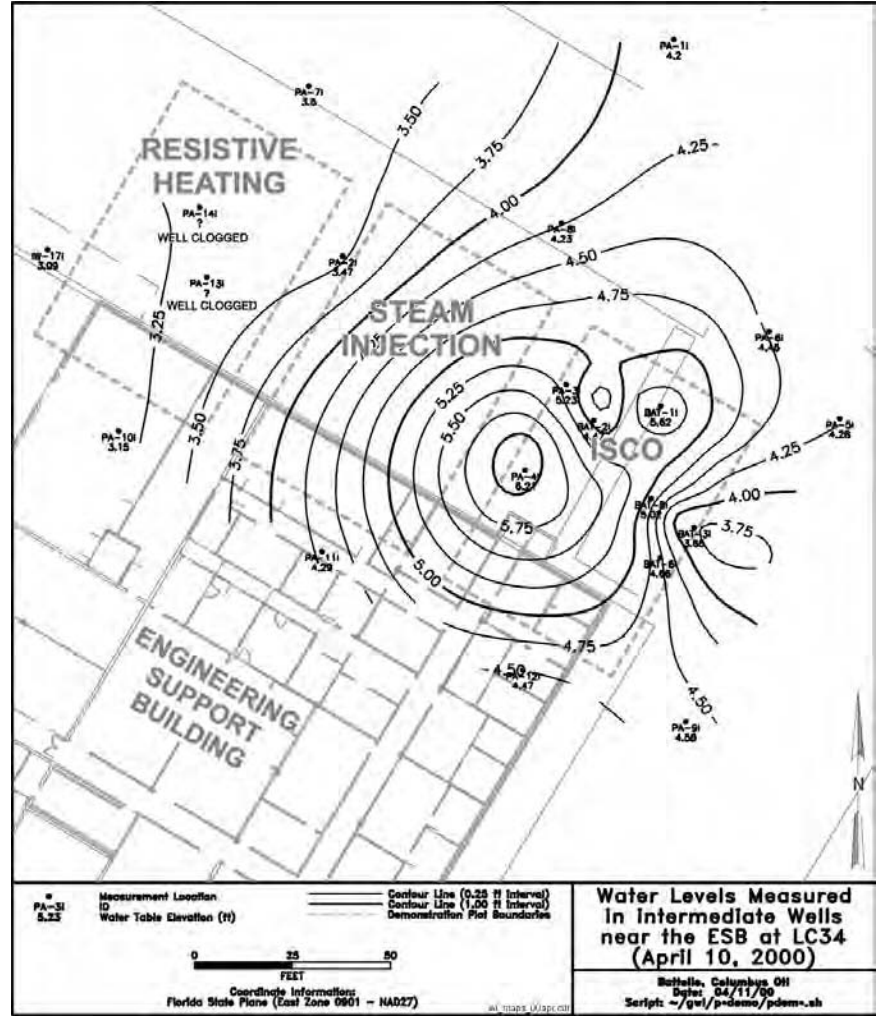 PA-1I
4.2
PA-7I
3.8
3.50
3.75
4.25
RESISTIVE
HEATING
4.00
PA-14I
?
WELL CLOGGED
PA-8I
4.23
IW-17I
3.09
PA-2I
3.47
4.50
PA-13I
?
WELL CLOGGED
4.75
STEAM
INJECTION
3.25
PA-6I
5.25
PA-3
5.23
BAT-1I
5.62
BAT-2I
3.50
5.50
PA-5I
4.26
4.25
PA-10I
3.15
3.75
ISCO
PA-4I
4.00
5.75
3.75
PA-11I
4.29
5.00
4.75
ENGINEERING
SUPPORT
BUILDING
4.50
PA-12I
4.47
4.50
PA-9I
N
PA-3I
5.23
Measurement Location
ID
Water Table Elevation (ft)
Contour Line (0.25 ft Interval)
Contour Line (1.00 ft Interval)
Demonstration Plot Boundaries
0 25 50
FEET
Coordinate Information:
Florida State Plane (East Zone 0901 - NAD27)
Water Levels Measured
in Intermediate Wells
near the ESB at LC34
(April 10, 2000)
Battelle, Columbus OH
Date: 04/11/00